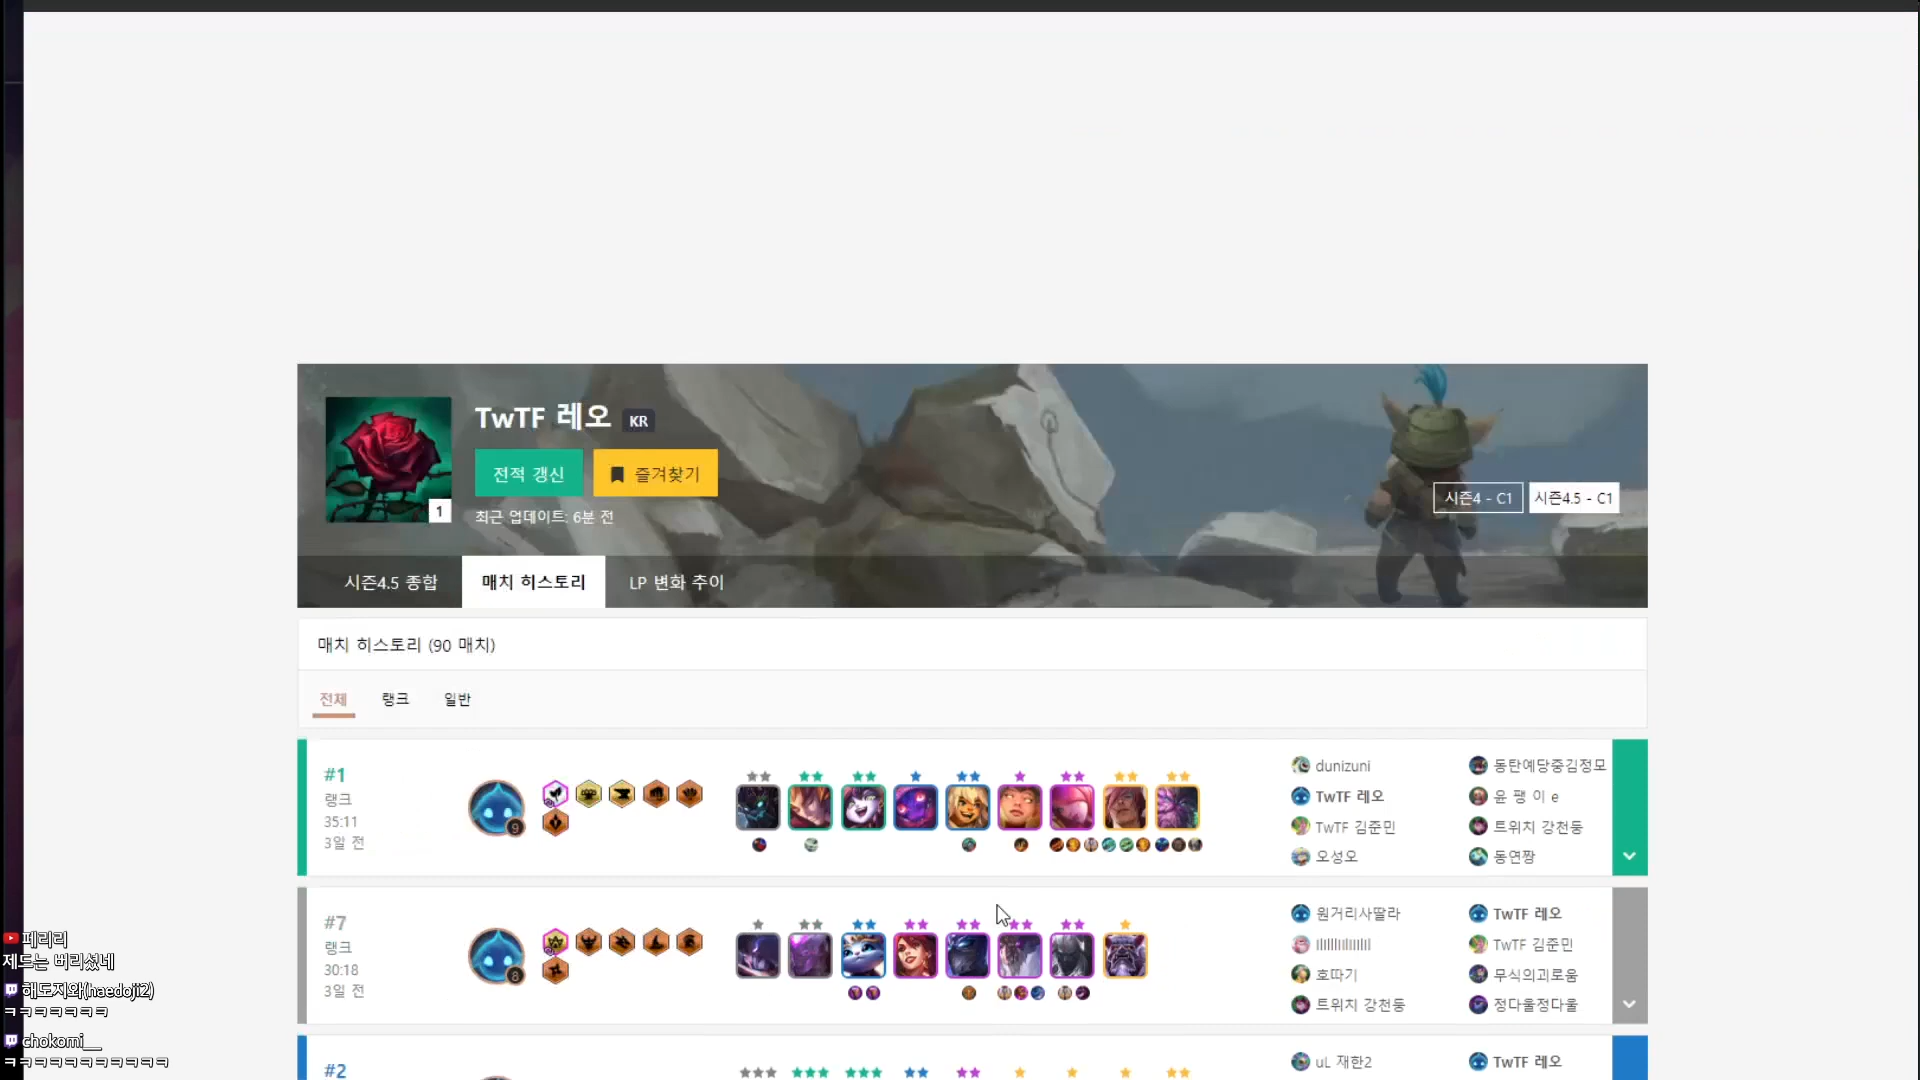 TwTF 레오 KR
전적 갱신
즐겨찾기
1
최근 업데이트: 6분 전
시즌4 - C1
시즌4.5 - C1
시즌4.5 종합
매치 히스토리
LP 변화 추이
매치 히스토리 (90 매치)
전체
랭크
일반
#1
랭크
35:11
3일 전
9
dunizuni
TwTF 레오
TwTF 김준민
오성오
동탄예당중김정모
윤 팽 이 e
트위치 강천둥
동연짱
#7
랭크
30:18
3일 전
8
원거리사딸라
호따기
트위치 강천둥
TwTF 레오
TwTF 김준민
무식의괴로움
정다울정다울
#2
uL 재한2
TwTF 레오
페리리
제드는 버리셨네
해도지와(haedoji2)
ㅋㅋㅋㅋㅋㅋㅋ
chokomi__
ㅋㅋㅋㅋㅋㅋㅋㅋㅋㅋㅋ